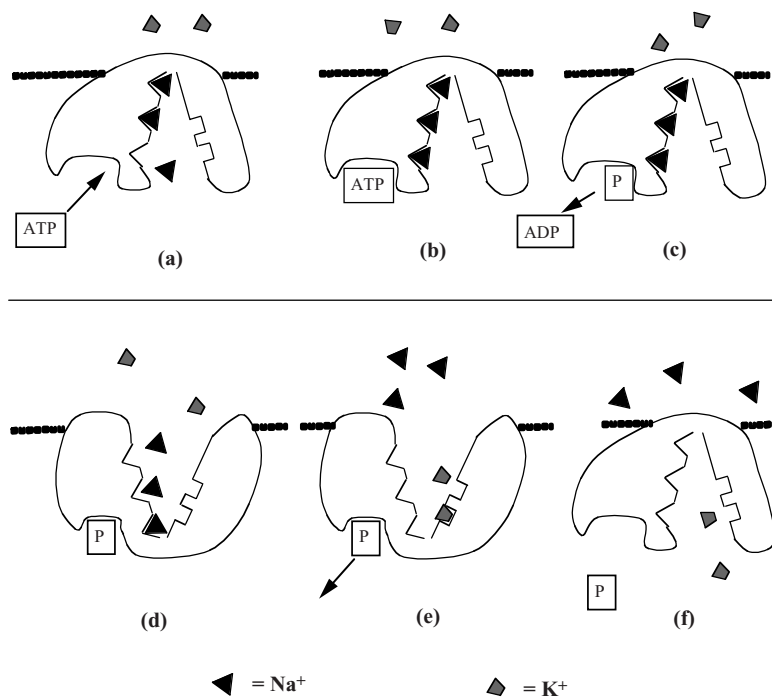 ATP
(a)
ATP
(b)
P
ADP
(c)
P
(d)
P
(e)
P
(f)
= Na⁺
= K⁺